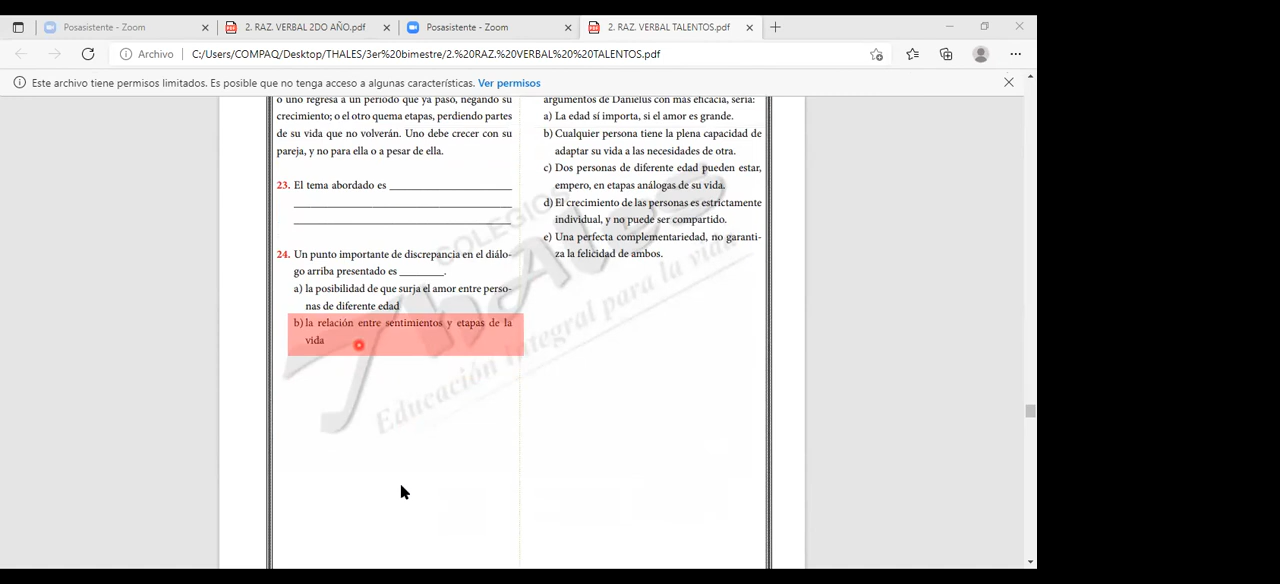 Posasistente - Zoom
2. RAZ. VERBAL 2DO AÑO.pdf
Posasistente - Zoom
2. RAZ. VERBAL TALENTOS.pdf
Archivo
C:/Users/COMPAQ/Desktop/THALES/3er%20bimestre/2.%20RAZ.%20VERBAL%20%20TALENTOS.pdf
Este archivo tiene permisos limitados. Es posible que no tenga acceso a algunas características. Ver permisos
o uno regresa a un periodo que ya pasó, negando su
crecimiento; o el otro quema etapas, perdiendo partes
de su vida que no volverán. Uno debe crecer con su
pareja, y no para ella o a pesar de ella.
23. El tema abordado es ______________________
________________________________________
________________________________________
24. Un punto importante de discrepancia en el diálo-
go arriba presentado es ________.
a) la posibilidad de que surja el amor entre perso-
nas de diferente edad
b) la relación entre sentimientos y etapas de la
vida
argumentos de Danielus con más eficacia, sería:
a) La edad sí importa, si el amor es grande.
b) Cualquier persona tiene la plena capacidad de
adaptar su vida a las necesidades de otra.
c) Dos personas de diferente edad pueden estar,
empero, en etapas análogas de su vida.
d) El crecimiento de las personas es estrictamente
individual, y no puede ser compartido.
e) Una perfecta complementariedad, no garanti-
za la felicidad de ambos.
COLEGIOS
Thales
Educación Integral para la vida